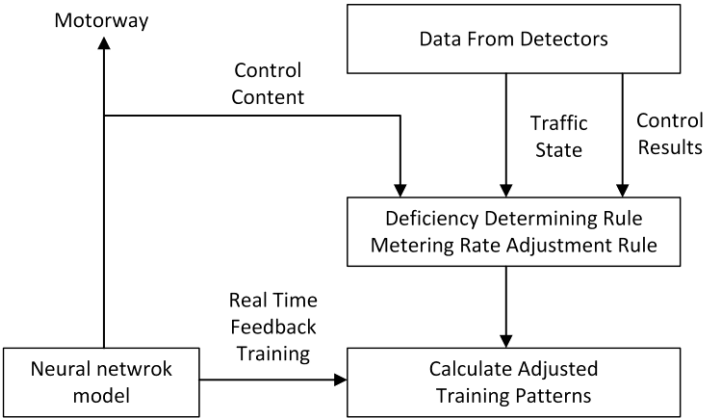 Motorway
Data From Detectors
Control
Content
Traffic
State
Control
Results
Deficiency Determining Rule
Metering Rate Adjustment Rule
Real Time
Feedback
Training
Neural netwrok
model
Calculate Adjusted
Training Patterns